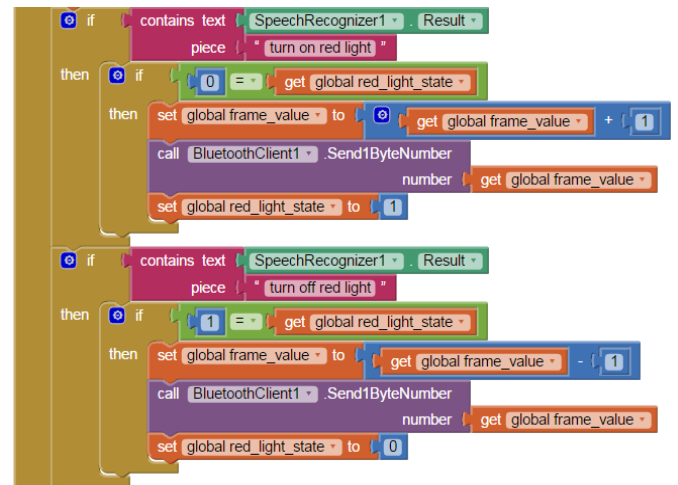 if contains text SpeechRecognizer1 . Result
piece " turn on red light "
then if 0 = get global red_light_state
then set global frame_value to get global frame_value + 1
call BluetoothClient1 .Send1ByteNumber
number get global frame_value
set global red_light_state to 1
if contains text SpeechRecognizer1 . Result
piece " turn off red light "
then if 1 = get global red_light_state
then set global frame_value to get global frame_value - 1
call BluetoothClient1 .Send1ByteNumber
number get global frame_value
set global red_light_state to 0